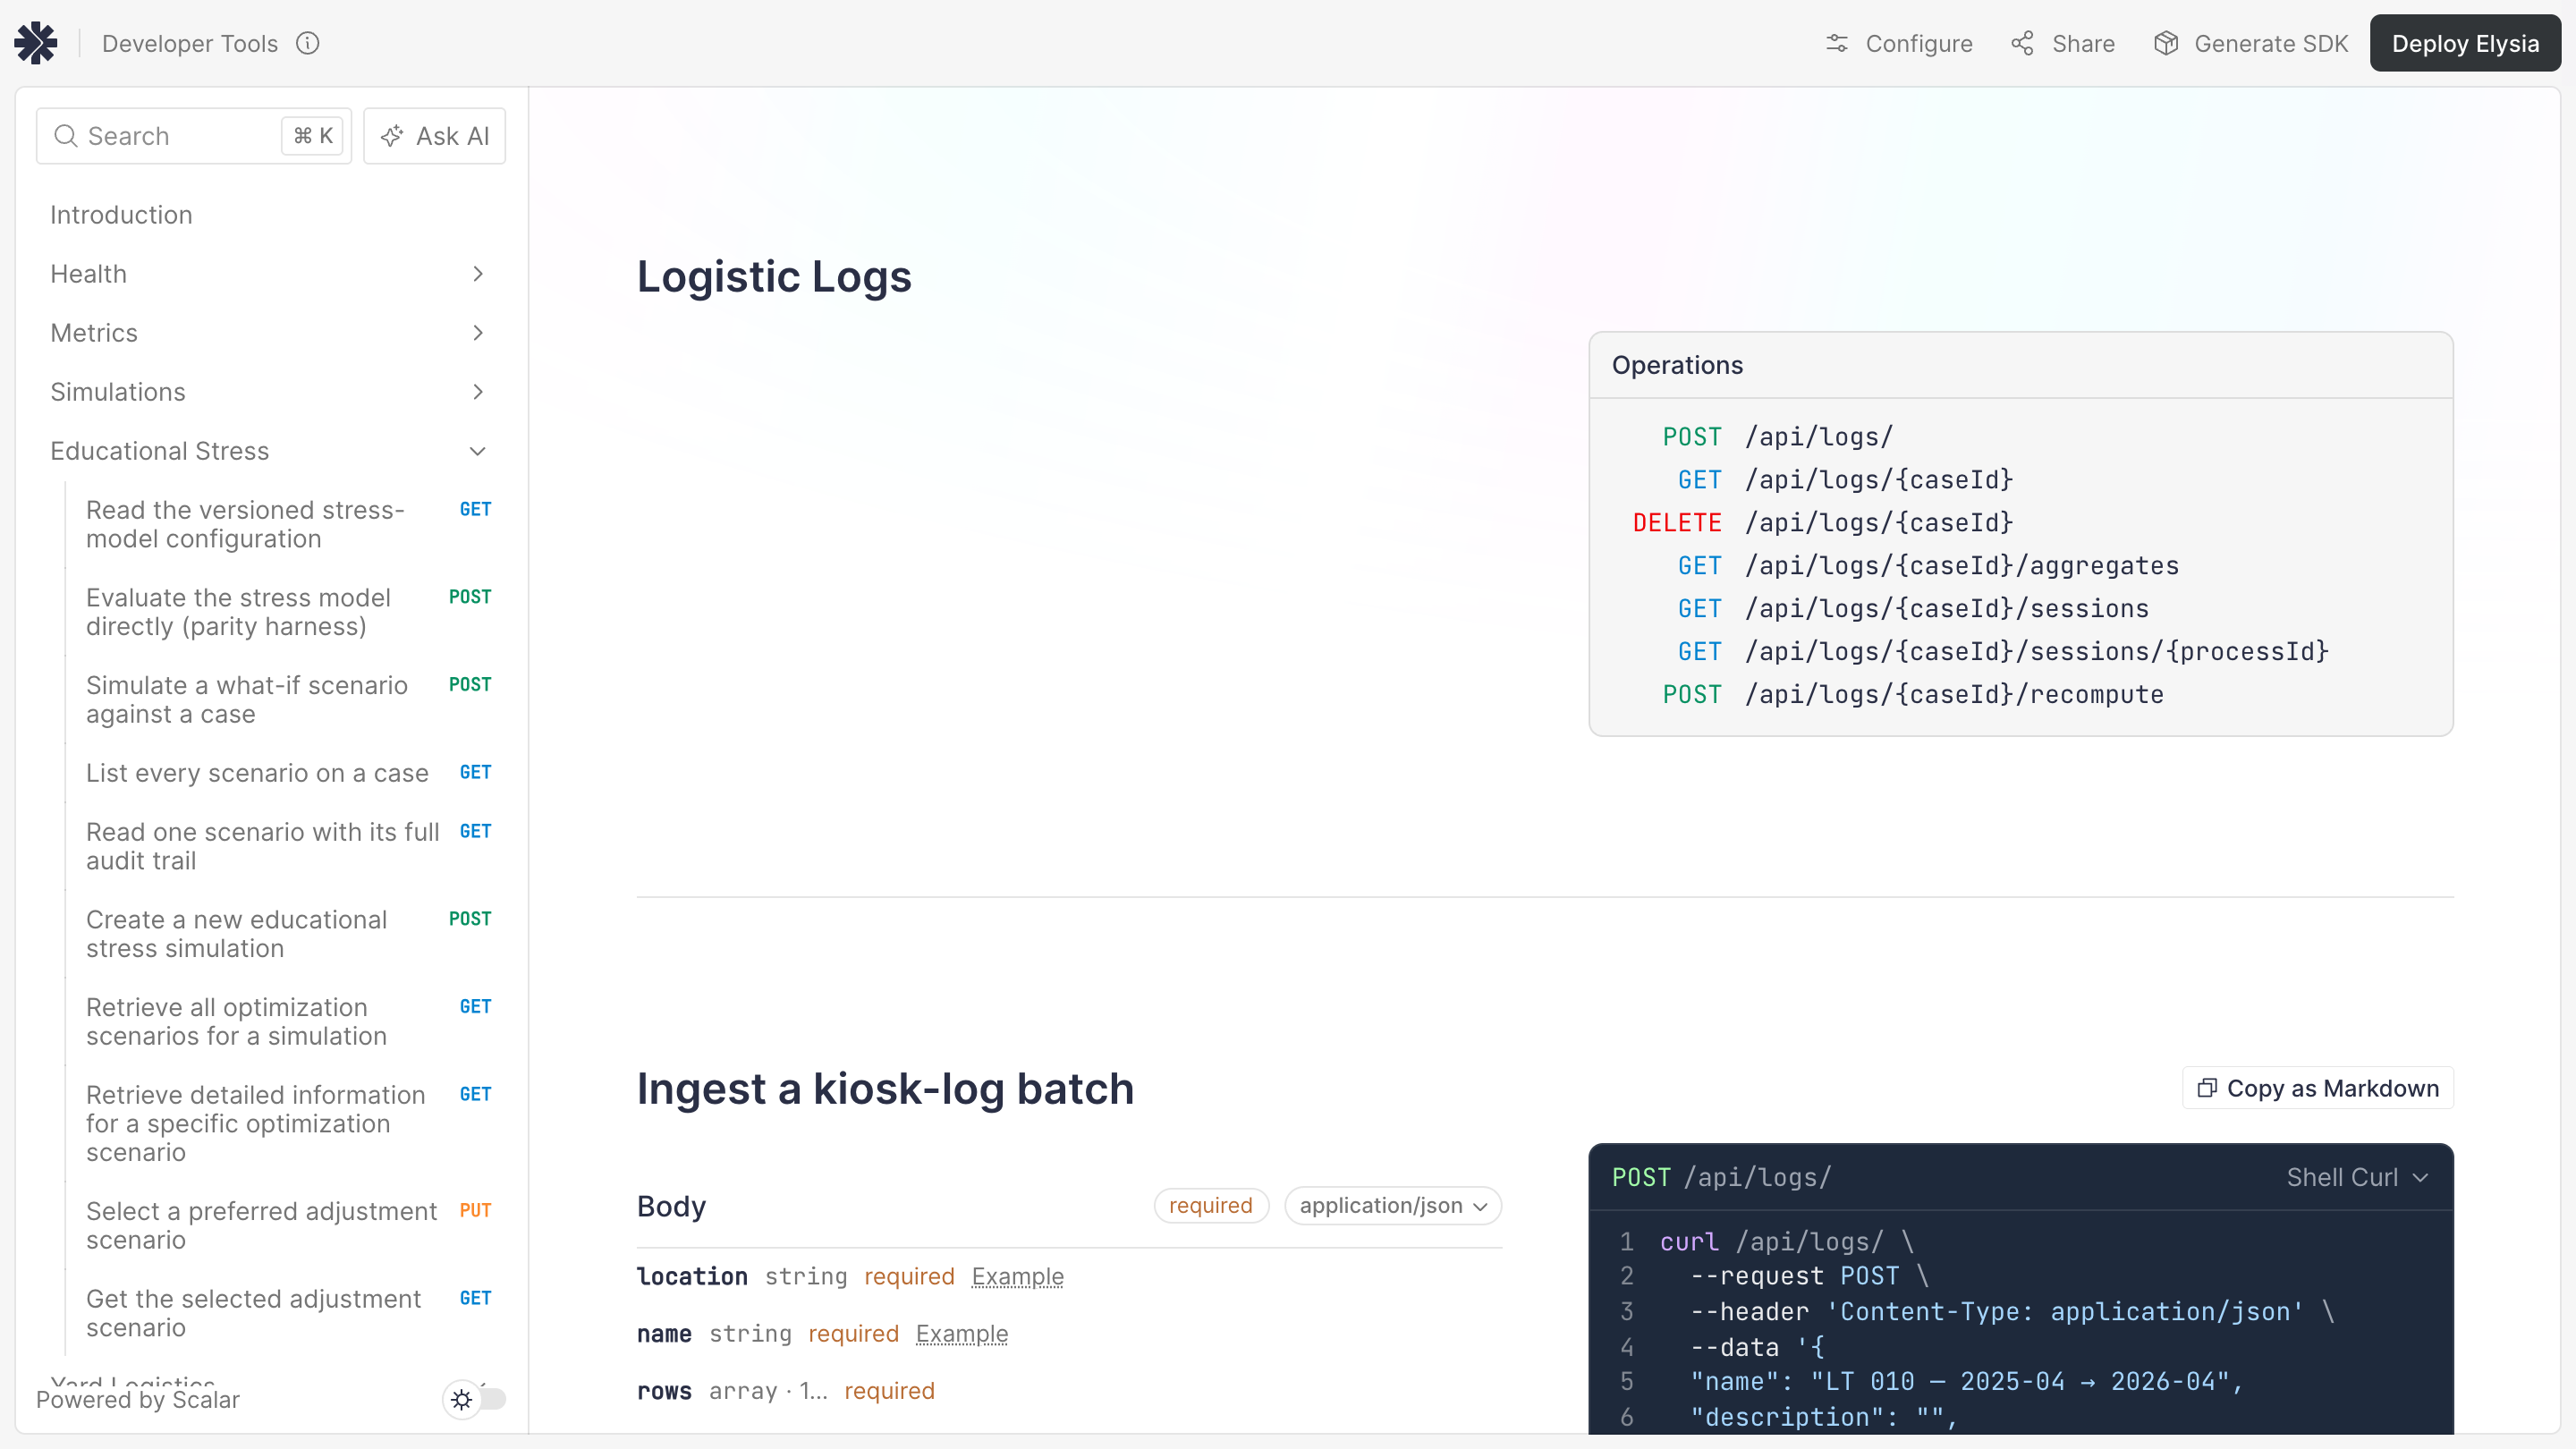 Developer Tools
Configure
Share
Generate SDK
Deploy Elysia
Search
⌘ K
Ask AI
Introduction
Health
Metrics
Simulations
Educational Stress
Read the versioned stress-
model configuration
GET
Evaluate the stress model
directly (parity harness)
POST
Simulate a what-if scenario
against a case
POST
List every scenario on a case
GET
Read one scenario with its full
audit trail
GET
Create a new educational
stress simulation
POST
Retrieve all optimization
scenarios for a simulation
GET
Retrieve detailed information
for a specific optimization
scenario
GET
Select a preferred adjustment
scenario
PUT
Get the selected adjustment
scenario
GET
Yard Logistics
Powered by Scalar
Logistic Logs
Operations
POST /api/logs/
GET /api/logs/{caseId}
DELETE /api/logs/{caseId}
GET /api/logs/{caseId}/aggregates
GET /api/logs/{caseId}/sessions
GET /api/logs/{caseId}/sessions/{processId}
POST /api/logs/{caseId}/recompute
Ingest a kiosk-log batch
Copy as Markdown
Body
required
application/json
location string required Example
name string required Example
rows array · 1... required
POST /api/logs/
Shell Curl
1 curl /api/logs/ \
2 --request POST \
3 --header 'Content-Type: application/json' \
4 --data '{
5 "name": "LT 010 — 2025-04 → 2026-04",
6 "description": "",